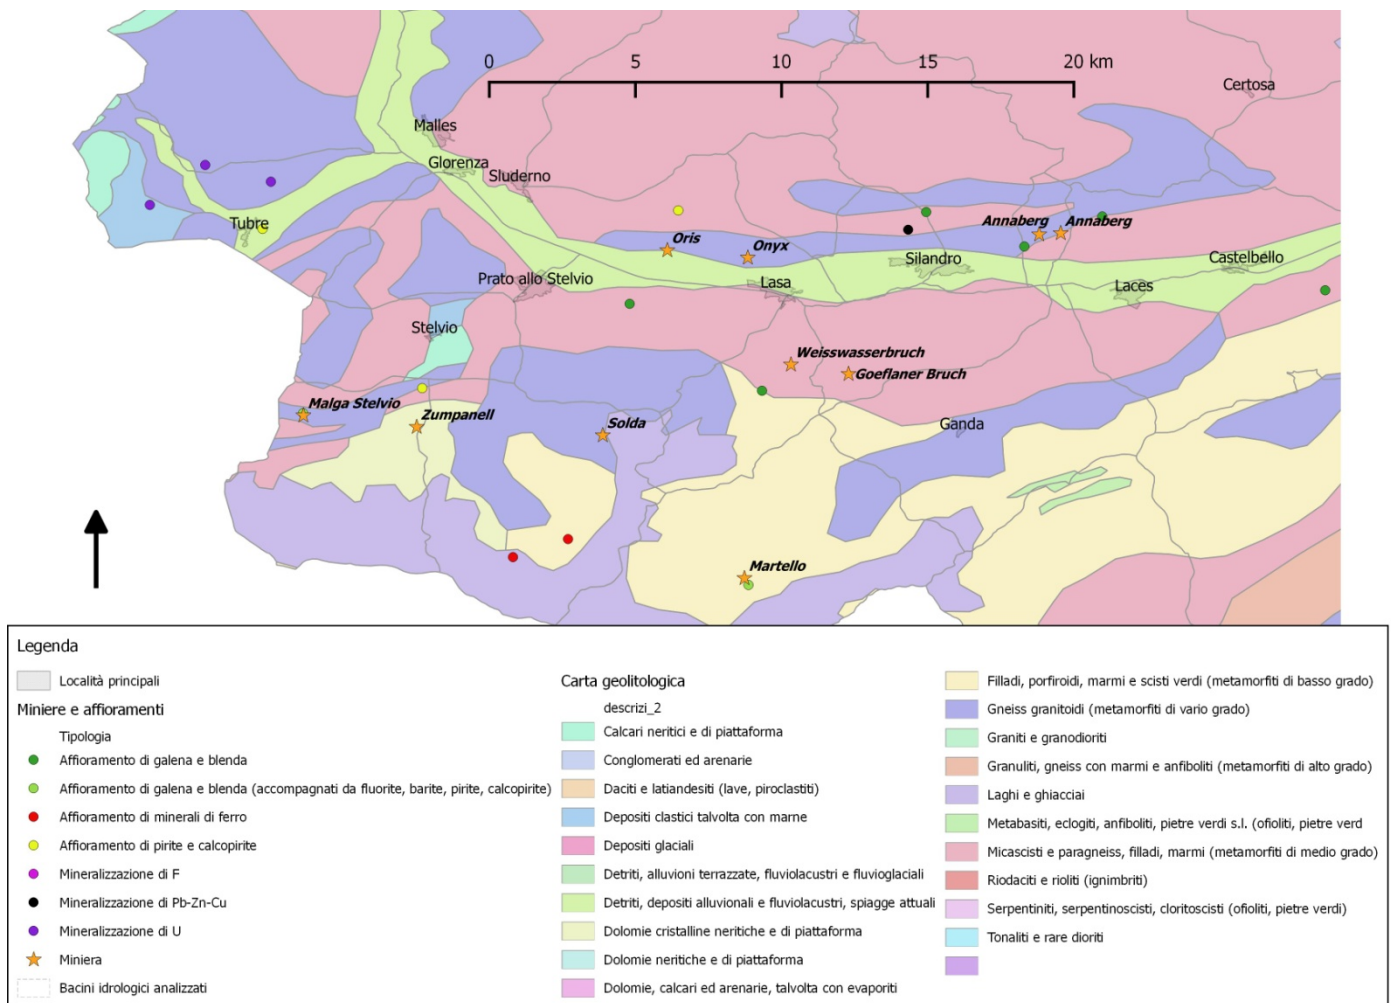 0 5 10 15 20 km
Certosa
Malles
Glorenza
Sluderno
Tubre
Annaberg Annaberg
Oris Onyx
Silandro Castelbello
Prato allo Stelvio Lasa Laces
Stelvio
Weisswasserbruch
Goeflaner Bruch
Malga Stelvio
Zumpanell
Solda Ganda
Martello
Legenda
Località principali
Miniere e affioramenti
Tipologia
Affioramento di galena e blenda
Affioramento di galena e blenda (accompagnati da fluorite, barite, pirite, calcopirite)
Affioramento di minerali di ferro
Affioramento di pirite e calcopirite
Mineralizzazione di F
Mineralizzazione di Pb-Zn-Cu
Mineralizzazione di U
Miniera
Bacini idrologici analizzati
Carta geolitologica
descrizi_2
Calcari neritici e di piattaforma
Conglomerati ed arenarie
Daciti e latiandesiti (lave, piroclastiti)
Depositi clastici talvolta con marne
Depositi glaciali
Detriti, alluvioni terrazzate, fluviolacustri e fluvioglaciali
Detriti, depositi alluvionali e fluviolacustri, spiagge attuali
Dolomie cristalline neritiche e di piattaforma
Dolomie neritiche e di piattaforma
Dolomie, calcari ed arenarie, talvolta con evaporiti
Filladi, porfiroidi, marmi e scisti verdi (metamorfiti di basso grado)
Gneiss granitoidi (metamorfiti di vario grado)
Graniti e granodioriti
Granuliti, gneiss con marmi e anfiboliti (metamorfiti di alto grado)
Laghi e ghiacciai
Metabasiti, eclogiti, anfiboliti, pietre verdi s.l. (ofioliti, pietre verd
Micascisti e paragneiss, filladi, marmi (metamorfiti di medio grado)
Riodaciti e rioliti (ignimbriti)
Serpentiniti, serpentinoscisti, cloritoscisti (ofioliti, pietre verdi)
Tonaliti e rare dioriti